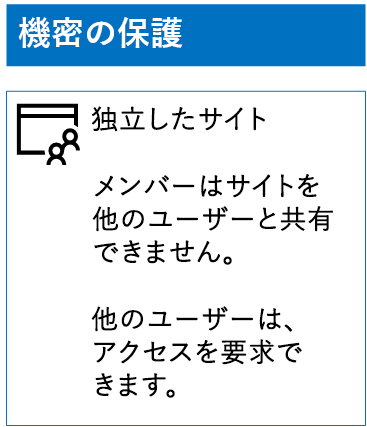 機密の保護
独立したサイト
メンバーはサイトを
他のユーザーと共有
できません。
他のユーザーは、
アクセスを要求で
きます。